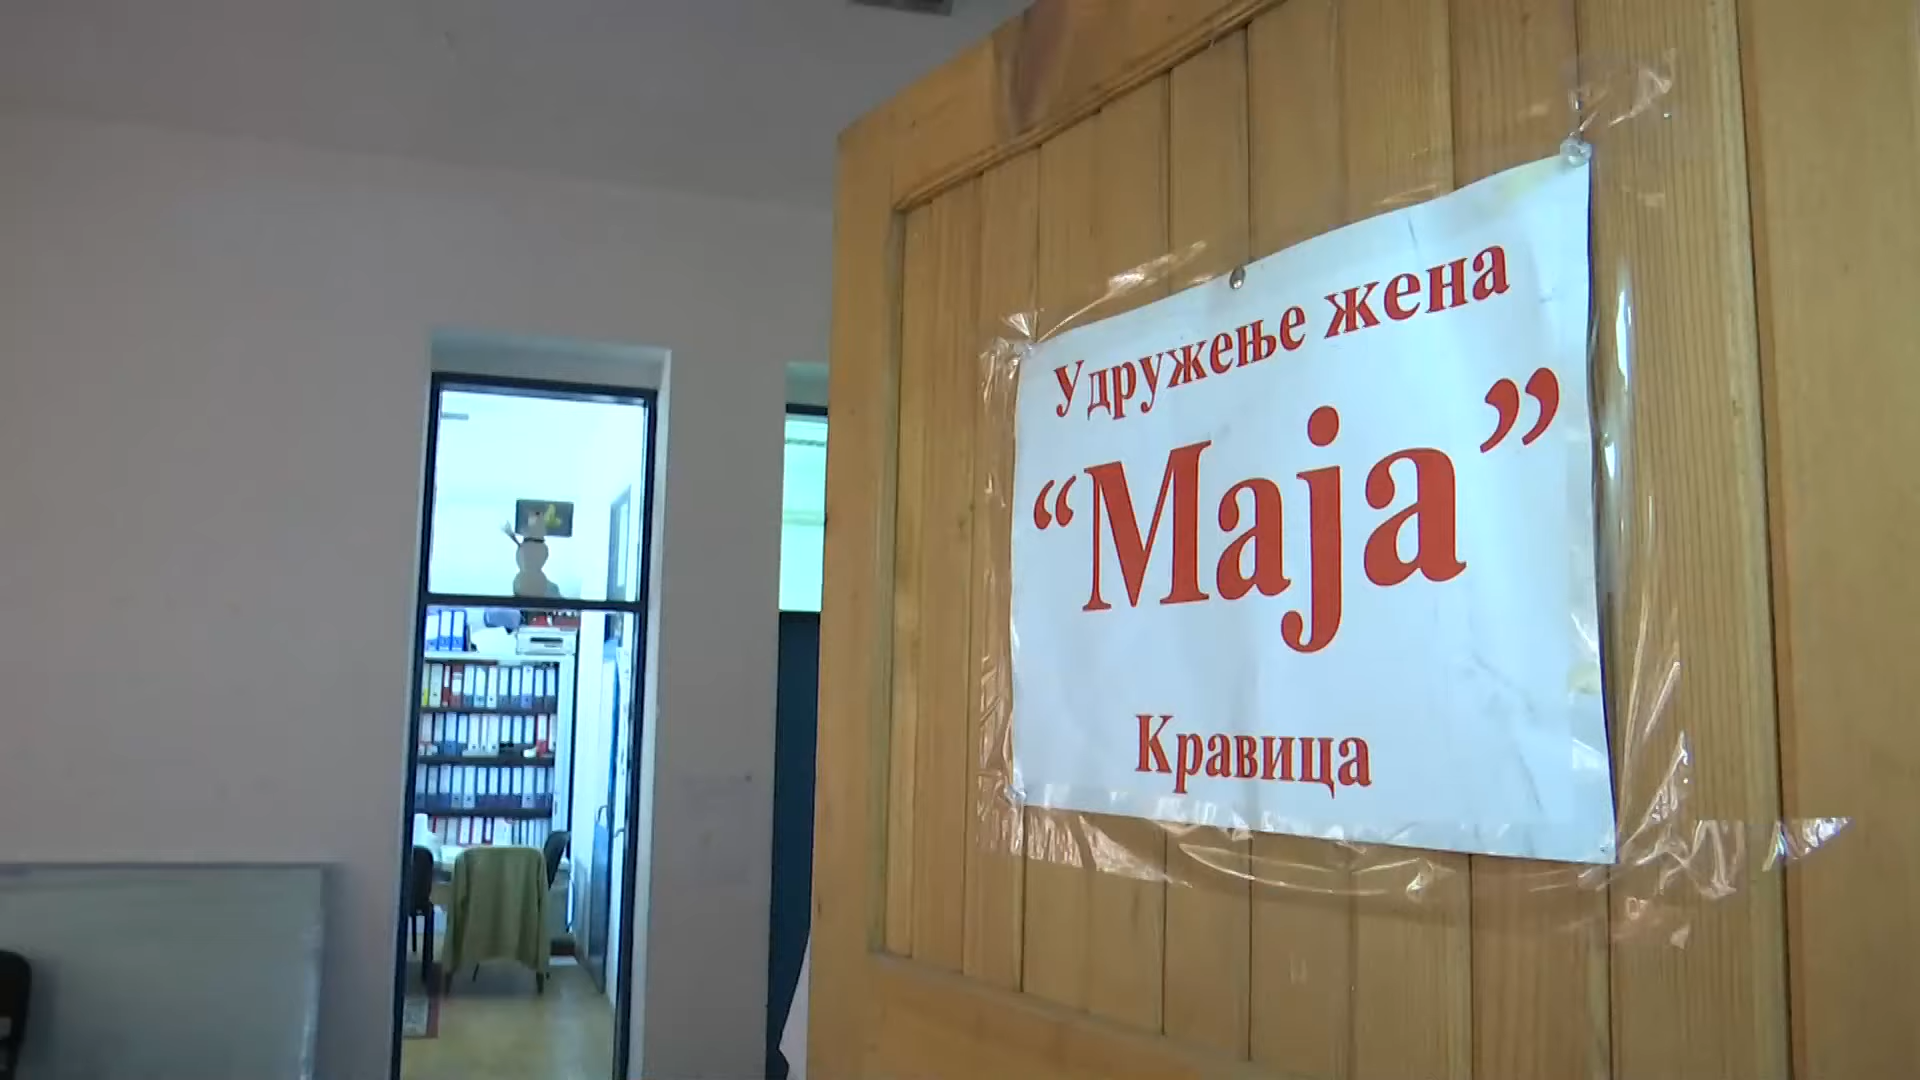 Удружење жена
“Маја”
Кравица